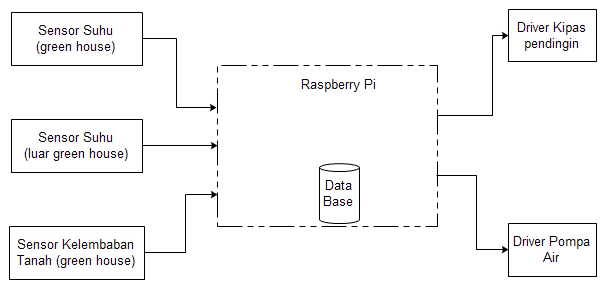 Sensor Suhu
(green house)
Sensor Suhu
(luar green house)
Sensor Kelembaban
Tanah (green house)
Raspberry Pi
Data
Base
Driver Kipas
pendingin
Driver Pompa
Air